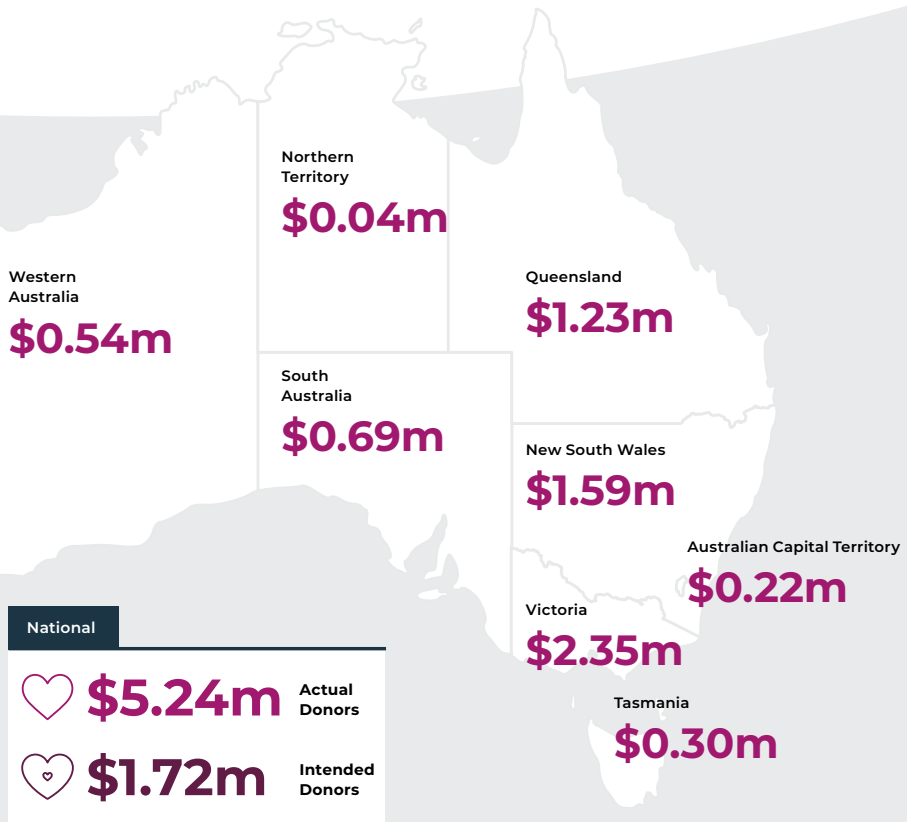 Northern
Territory
$0.04m
Western
Australia
$0.54m
Queensland
$1.23m
South
Australia
$0.69m
New South Wales
$1.59m
Australian Capital Territory
$0.22m
Victoria
$2.35m
Tasmania
$0.30m
National
$5.24m
Actual
Donors
$1.72m
Intended
Donors